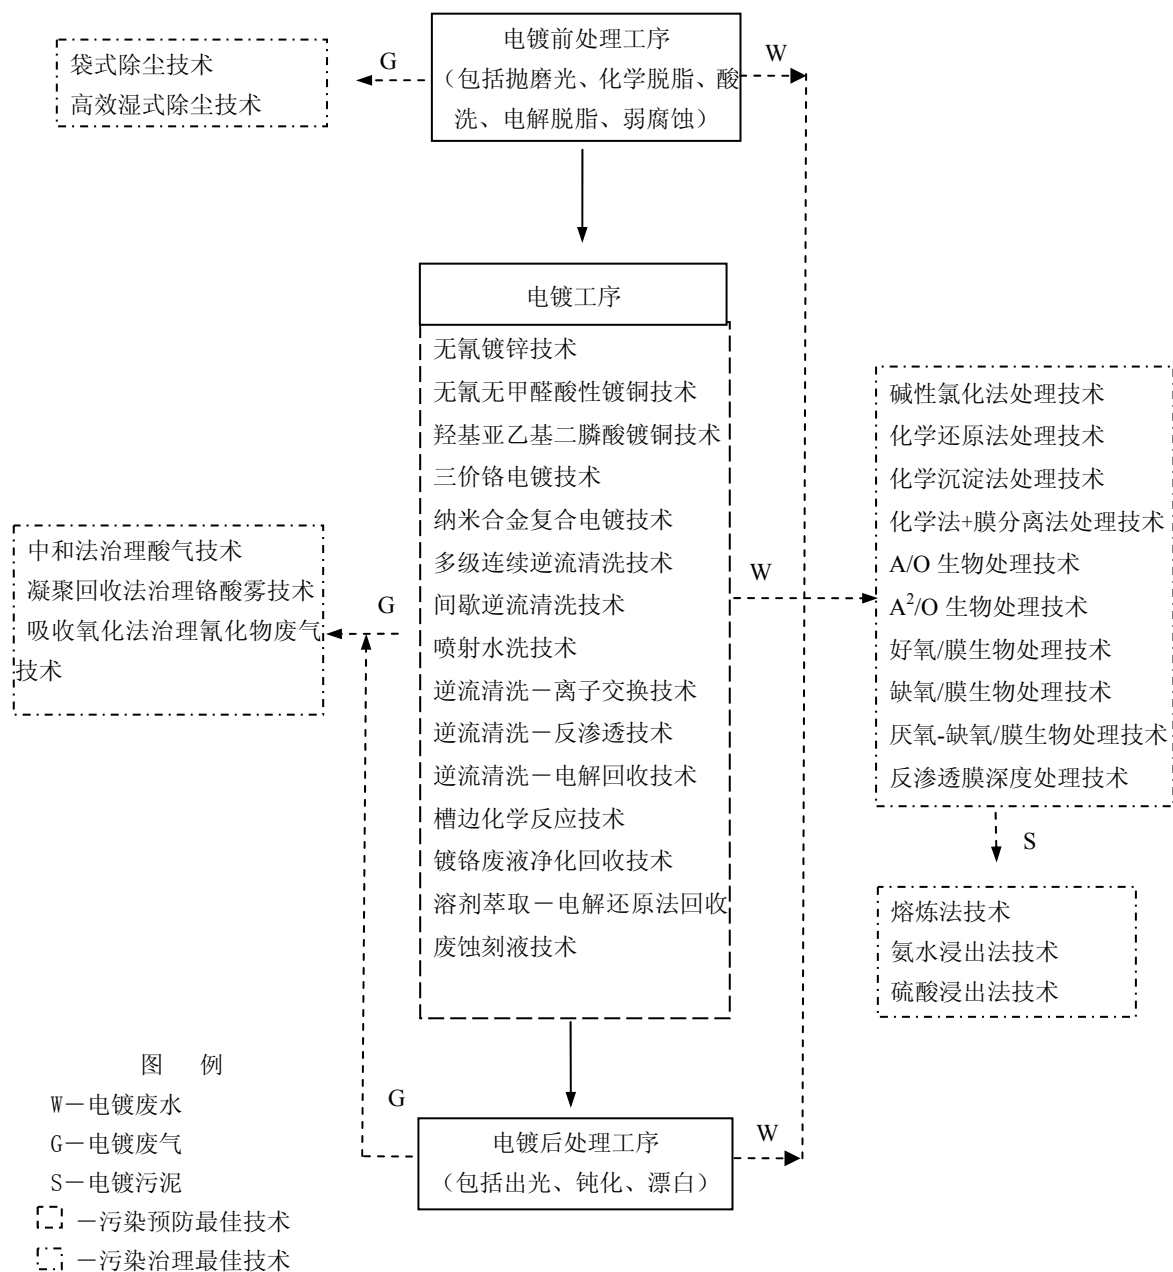 电镀前处理工序
(包括抛磨光、化学脱脂、酸
洗、电解脱脂、弱腐蚀)
G
W
袋式除尘技术
高效湿式除尘技术
电镀工序
无氰镀锌技术
无氰无甲醛酸性镀铜技术
羟基亚乙基二膦酸镀铜技术
三价铬电镀技术
纳米合金复合电镀技术
多级连续逆流清洗技术
间歇逆流清洗技术
喷射水洗技术
逆流清洗－离子交换技术
逆流清洗－反渗透技术
逆流清洗－电解回收技术
槽边化学反应技术
镀铬废液净化回收技术
溶剂萃取－电解还原法回收
废蚀刻液技术
G
中和法治理酸气技术
凝聚回收法治理铬酸雾技术
吸收氧化法治理氰化物废气
技术
W
碱性氯化法处理技术
化学还原法处理技术
化学沉淀法处理技术
化学法+膜分离法处理技术
A/O 生物处理技术
A²/O 生物处理技术
好氧/膜生物处理技术
缺氧/膜生物处理技术
厌氧-缺氧/膜生物处理技术
反渗透膜深度处理技术
S
熔炼法技术
氨水浸出法技术
硫酸浸出法技术
G
电镀后处理工序
(包括出光、钝化、漂白)
W
图 例
W－电镀废水
G－电镀废气
S－电镀污泥
－污染预防最佳技术
－污染治理最佳技术